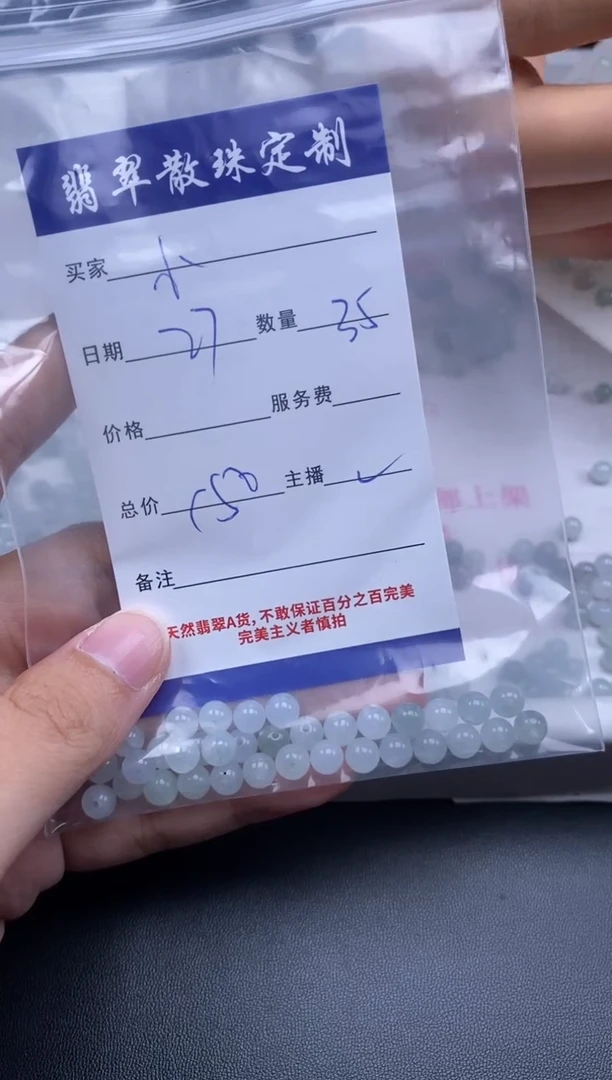 翡翠散珠定制
买家
日期 27 数量 35
价格 服务费
总价 150 主播 ✓
备注
天然翡翠A货，不敢保证百分之百完美
完美主义者慎拍